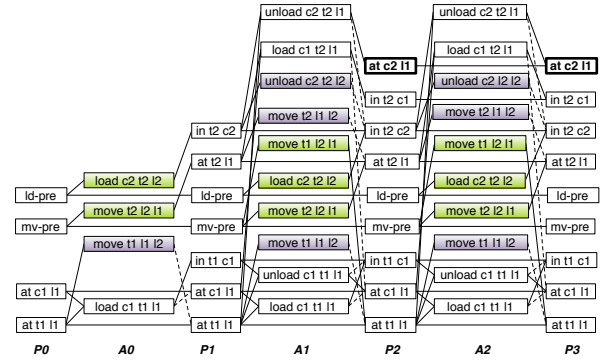 unload c2 t2 l1
unload c2 t2 l1
load c1 t2 l1
load c1 t2 l1
at c2 l1
at c2 l1
unload c2 t2 l2
unload c2 t2 l2
in t2 c1
in t2 c1
move t2 l1 l2
move t2 l1 l2
in t2 c2
in t2 c2
in t2 c2
move t1 l2 l1
move t1 l2 l1
at t2 l1
at t2 l1
at t2 l1
load c2 t2 l2
load c2 t2 l2
load c2 t2 l2
ld-pre
ld-pre
ld-pre
ld-pre
move t2 l2 l1
move t2 l2 l1
move t2 l2 l1
mv-pre
mv-pre
mv-pre
mv-pre
move t1 l1 l2
move t1 l1 l2
move t1 l1 l2
in t1 c1
in t1 c1
in t1 c1
unload c1 t1 l1
unload c1 t1 l1
at c1 l1
at c1 l1
at c1 l1
at c1 l1
load c1 t1 l1
load c1 t1 l1
load c1 t1 l1
at t1 l1
at t1 l1
at t1 l1
at t1 l1
P0 A0 P1 A1 P2 A2 P3